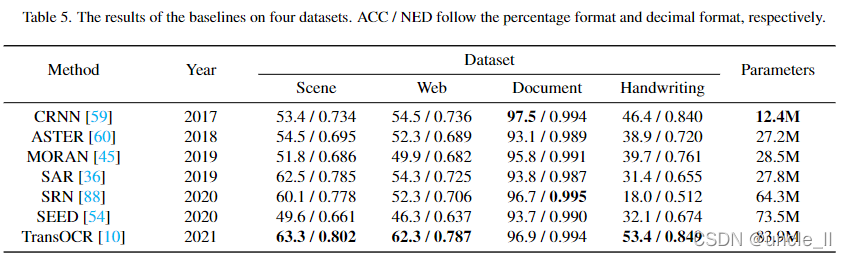 Table 5. The results of the baselines on four datasets. ACC / NED follow the percentage format and decimal format, respectively.
Method Year Dataset Parameters
Scene Web Document Handwriting
CRNN [59] 2017 53.4 / 0.734 54.5 / 0.736 97.5 / 0.994 46.4 / 0.840 12.4M
ASTER [60] 2018 54.5 / 0.695 52.3 / 0.689 93.1 / 0.989 38.9 / 0.720 27.2M
MORAN [45] 2019 51.8 / 0.686 49.9 / 0.682 95.8 / 0.991 39.7 / 0.761 28.5M
SAR [36] 2019 62.5 / 0.785 54.3 / 0.725 93.8 / 0.987 31.4 / 0.655 27.8M
SRN [88] 2020 60.1 / 0.778 52.3 / 0.706 96.7 / 0.995 18.0 / 0.512 64.3M
SEED [54] 2020 49.6 / 0.661 46.3 / 0.637 93.7 / 0.990 32.1 / 0.674 73.5M
TransOCR [10] 2021 63.3 / 0.802 62.3 / 0.787 96.9 / 0.994 53.4 / 0.849 83.9M
CSDN @uncle_ll